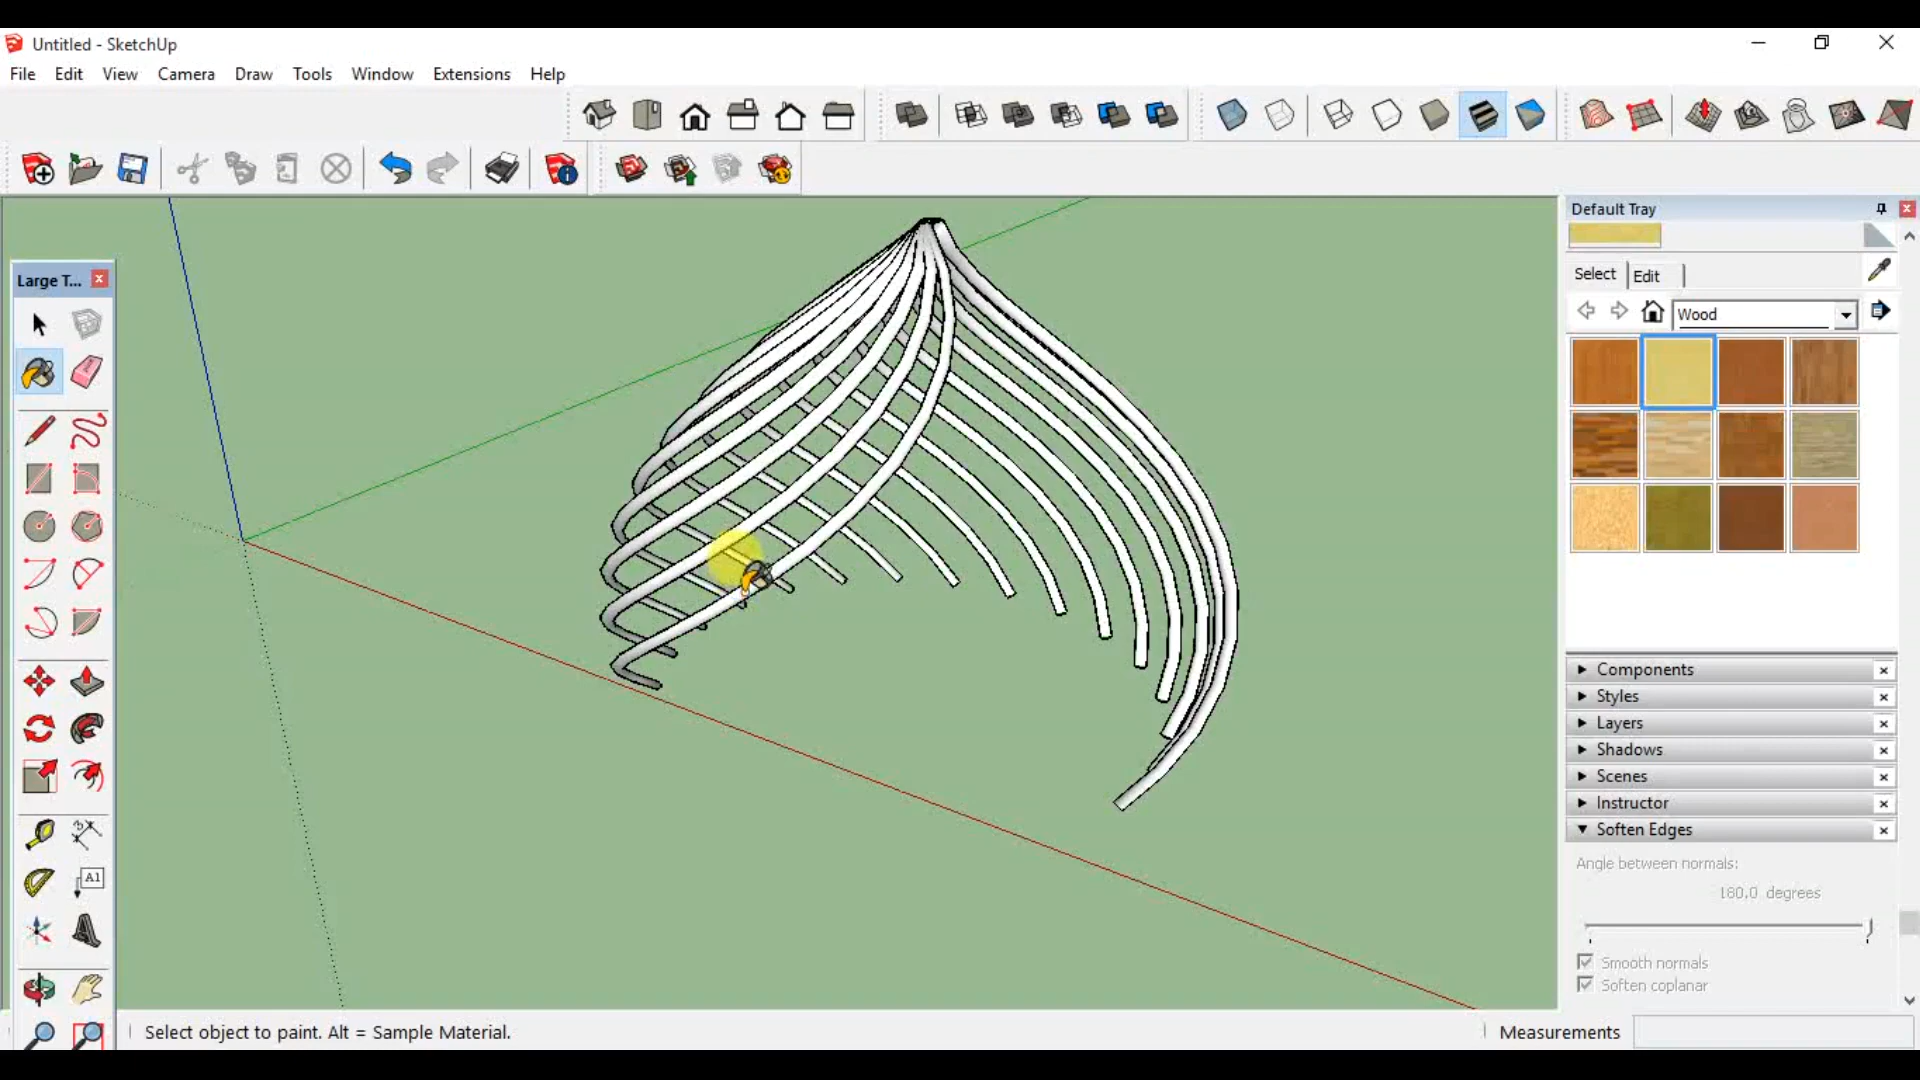 Untitled - SketchUp
File Edit View Camera Draw Tools Window Extensions Help
Default Tray
Large T...
Select Edit
Wood
A1
Components
Styles
Layers
Shadows
Scenes
Instructor
Soften Edges
Angle between normals:
180.0 degrees
Smooth normals
Soften coplanar
Select object to paint. Alt = Sample Material.
Measurements